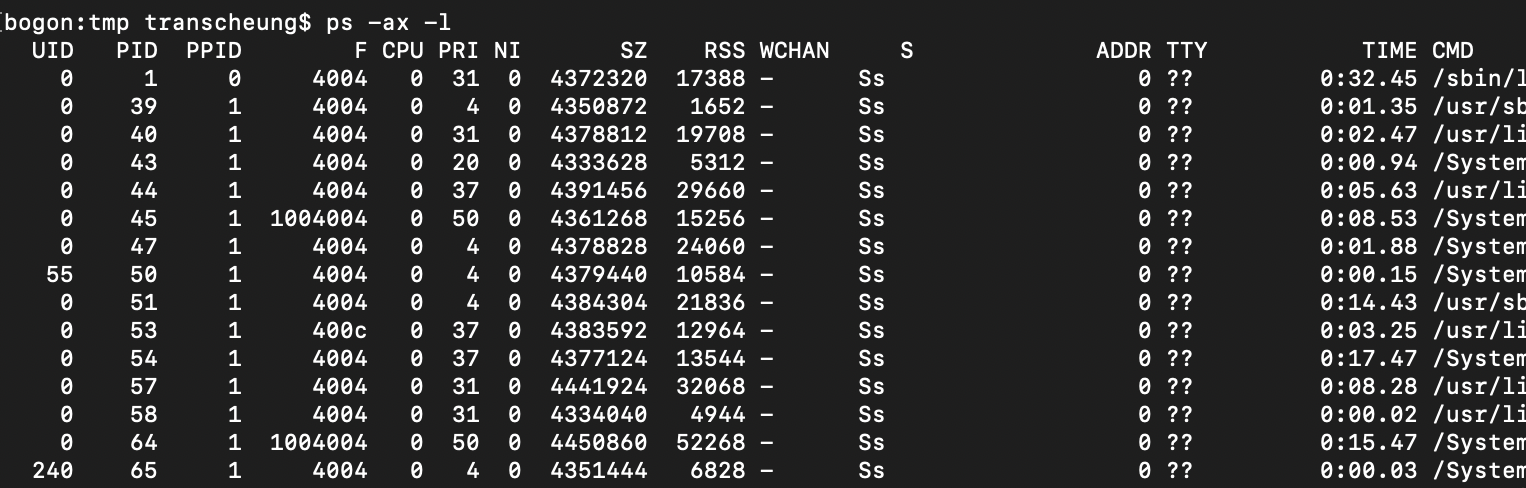 [bogon:tmp transcheung$ ps -ax -l
UID PID PPID F CPU PRI NI SZ RSS WCHAN S ADDR TTY TIME CMD
0 1 0 4004 0 31 0 4372320 17388 - Ss 0 ?? 0:32.45 /sbin/l
0 39 1 4004 0 4 0 4350872 1652 - Ss 0 ?? 0:01.35 /usr/sb
0 40 1 4004 0 31 0 4378812 19708 - Ss 0 ?? 0:02.47 /usr/li
0 43 1 4004 0 20 0 4333628 5312 - Ss 0 ?? 0:00.94 /System
0 44 1 4004 0 37 0 4391456 29660 - Ss 0 ?? 0:05.63 /usr/li
0 45 1 1004004 0 50 0 4361268 15256 - Ss 0 ?? 0:08.53 /System
0 47 1 4004 0 4 0 4378828 24060 - Ss 0 ?? 0:01.88 /System
55 50 1 4004 0 4 0 4379440 10584 - Ss 0 ?? 0:00.15 /System
0 51 1 4004 0 4 0 4384304 21836 - Ss 0 ?? 0:14.43 /usr/sb
0 53 1 400c 0 37 0 4383592 12964 - Ss 0 ?? 0:03.25 /usr/li
0 54 1 4004 0 37 0 4377124 13544 - Ss 0 ?? 0:17.47 /System
0 57 1 4004 0 31 0 4441924 32068 - Ss 0 ?? 0:08.28 /usr/li
0 58 1 4004 0 31 0 4334040 4944 - Ss 0 ?? 0:00.02 /usr/li
0 64 1 1004004 0 50 0 4450860 52268 - Ss 0 ?? 0:15.47 /System
240 65 1 4004 0 4 0 4351444 6828 - Ss 0 ?? 0:00.03 /System